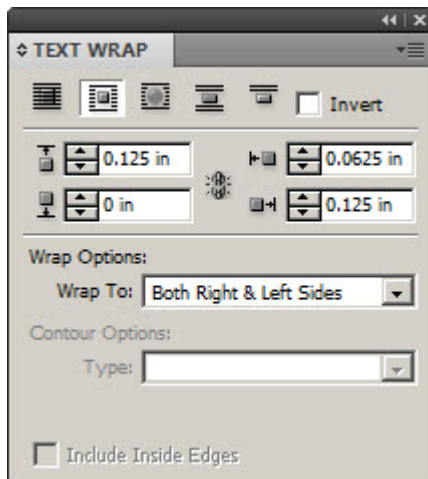 TEXT WRAP
Invert
0.125 in 0.0625 in
0 in 0.125 in
Wrap Options:
Wrap To: Both Right & Left Sides
Contour Options:
Type:
Include Inside Edges